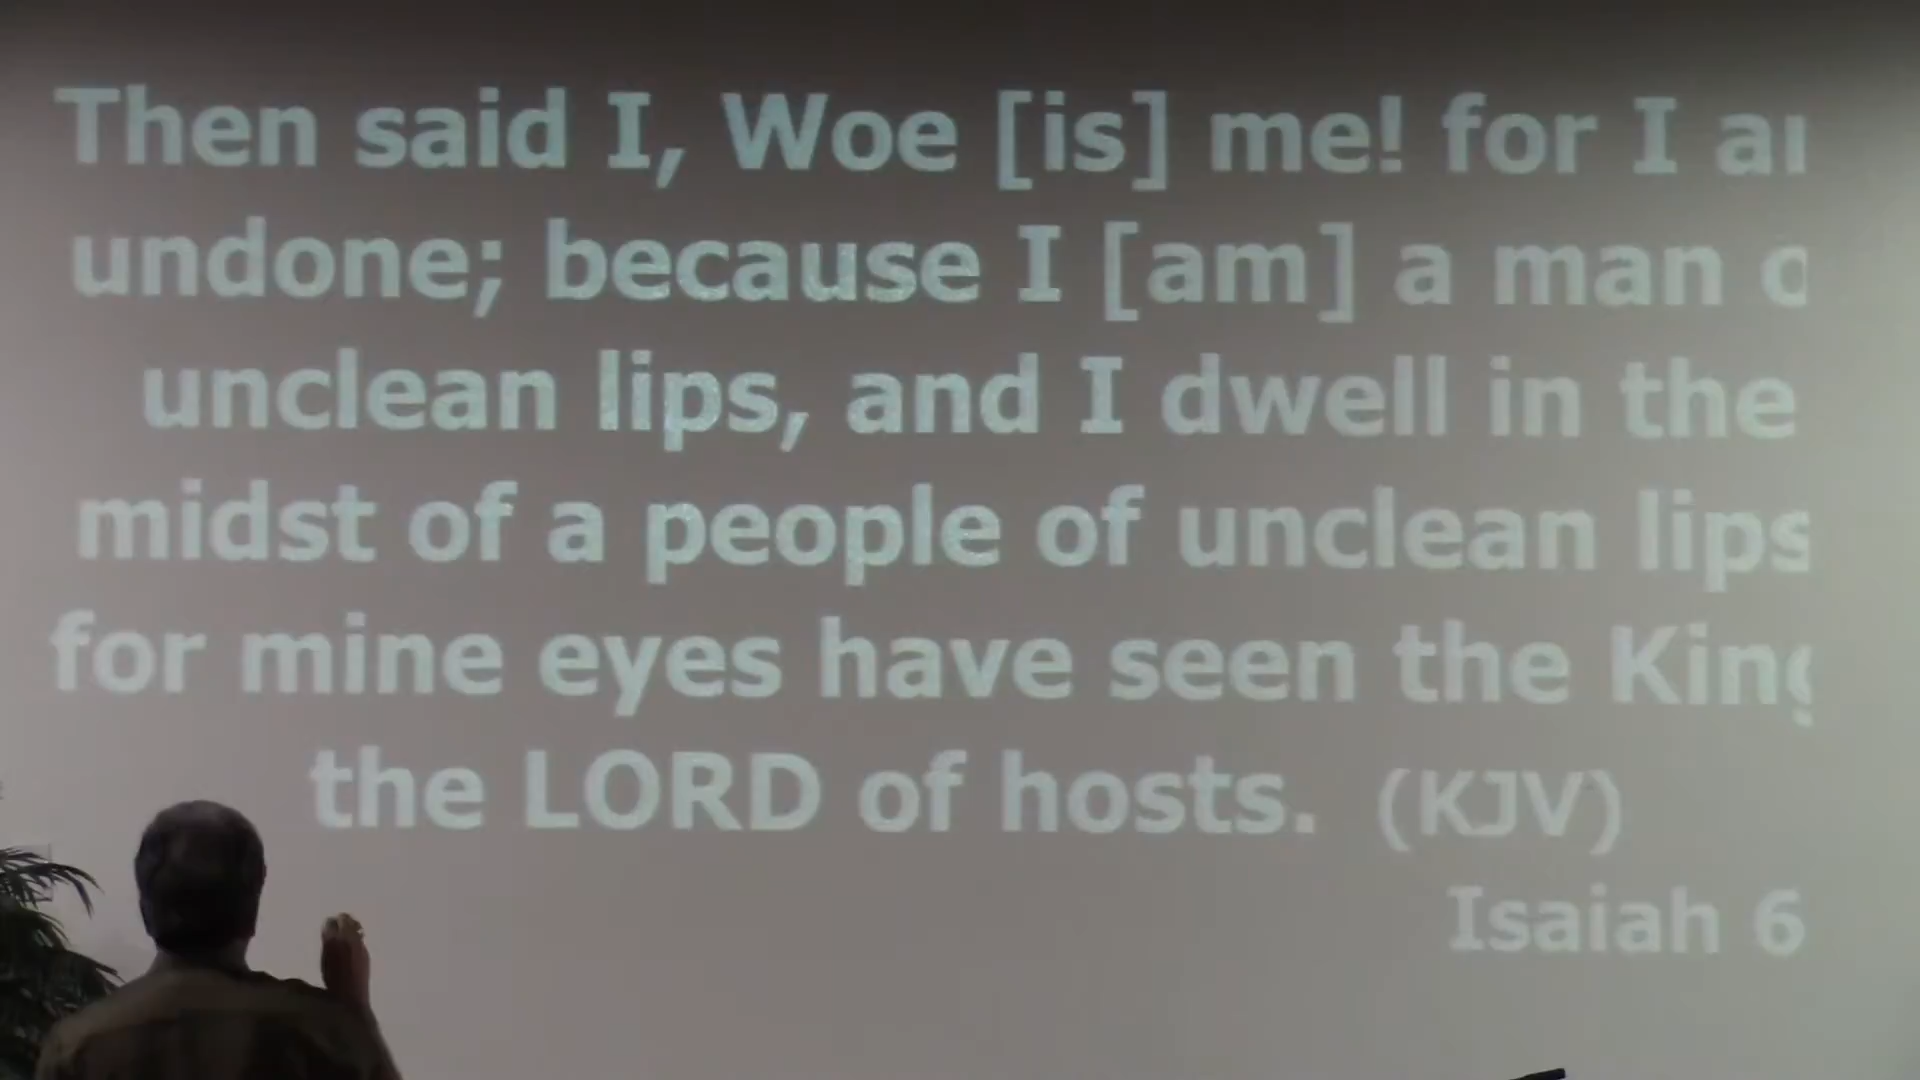 Then said I, Woe [is] me! for I a
undone; because I [am] a man
unclean lips, and I dwell in the
midst of a people of unclean lips
for mine eyes have seen the King
the LORD of hosts. (KJV)
Isaiah 6